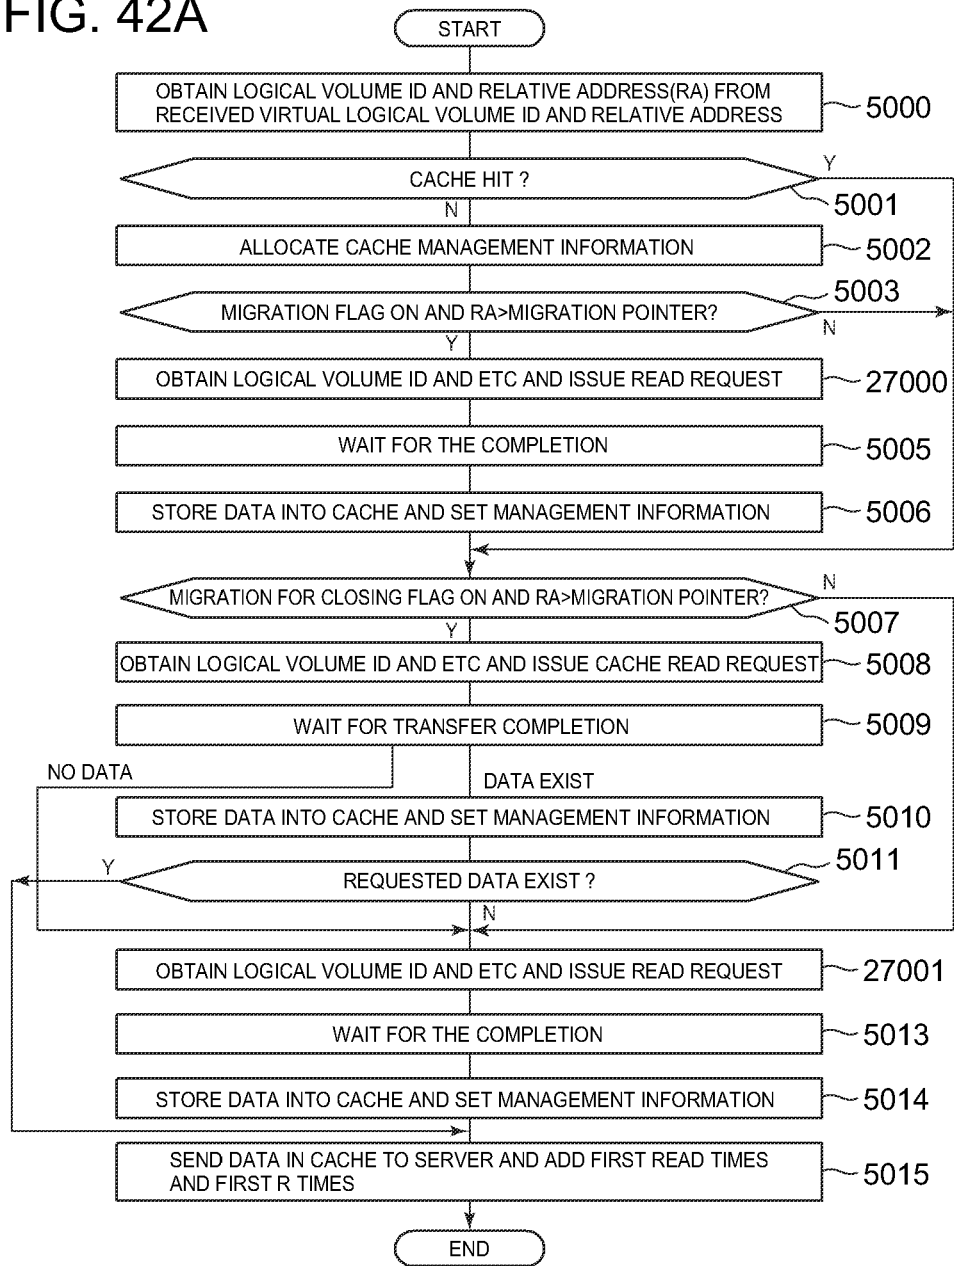 FIG. 42A
START
OBTAIN LOGICAL VOLUME ID AND RELATIVE ADDRESS(RA) FROM
RECEIVED VIRTUAL LOGICAL VOLUME ID AND RELATIVE ADDRESS
5000
Y
CACHE HIT ?
5001
N
ALLOCATE CACHE MANAGEMENT INFORMATION
5002
5003
MIGRATION FLAG ON AND RA>MIGRATION POINTER?
N
Y
OBTAIN LOGICAL VOLUME ID AND ETC AND ISSUE READ REQUEST
27000
WAIT FOR THE COMPLETION
5005
STORE DATA INTO CACHE AND SET MANAGEMENT INFORMATION
5006
N
MIGRATION FOR CLOSING FLAG ON AND RA>MIGRATION POINTER?
5007
Y
OBTAIN LOGICAL VOLUME ID AND ETC AND ISSUE CACHE READ REQUEST
5008
WAIT FOR TRANSFER COMPLETION
5009
NO DATA
DATA EXIST
STORE DATA INTO CACHE AND SET MANAGEMENT INFORMATION
5010
5011
Y
REQUESTED DATA EXIST ?
N
OBTAIN LOGICAL VOLUME ID AND ETC AND ISSUE READ REQUEST
27001
WAIT FOR THE COMPLETION
5013
STORE DATA INTO CACHE AND SET MANAGEMENT INFORMATION
5014
SEND DATA IN CACHE TO SERVER AND ADD FIRST READ TIMES
AND FIRST R TIMES
5015
END